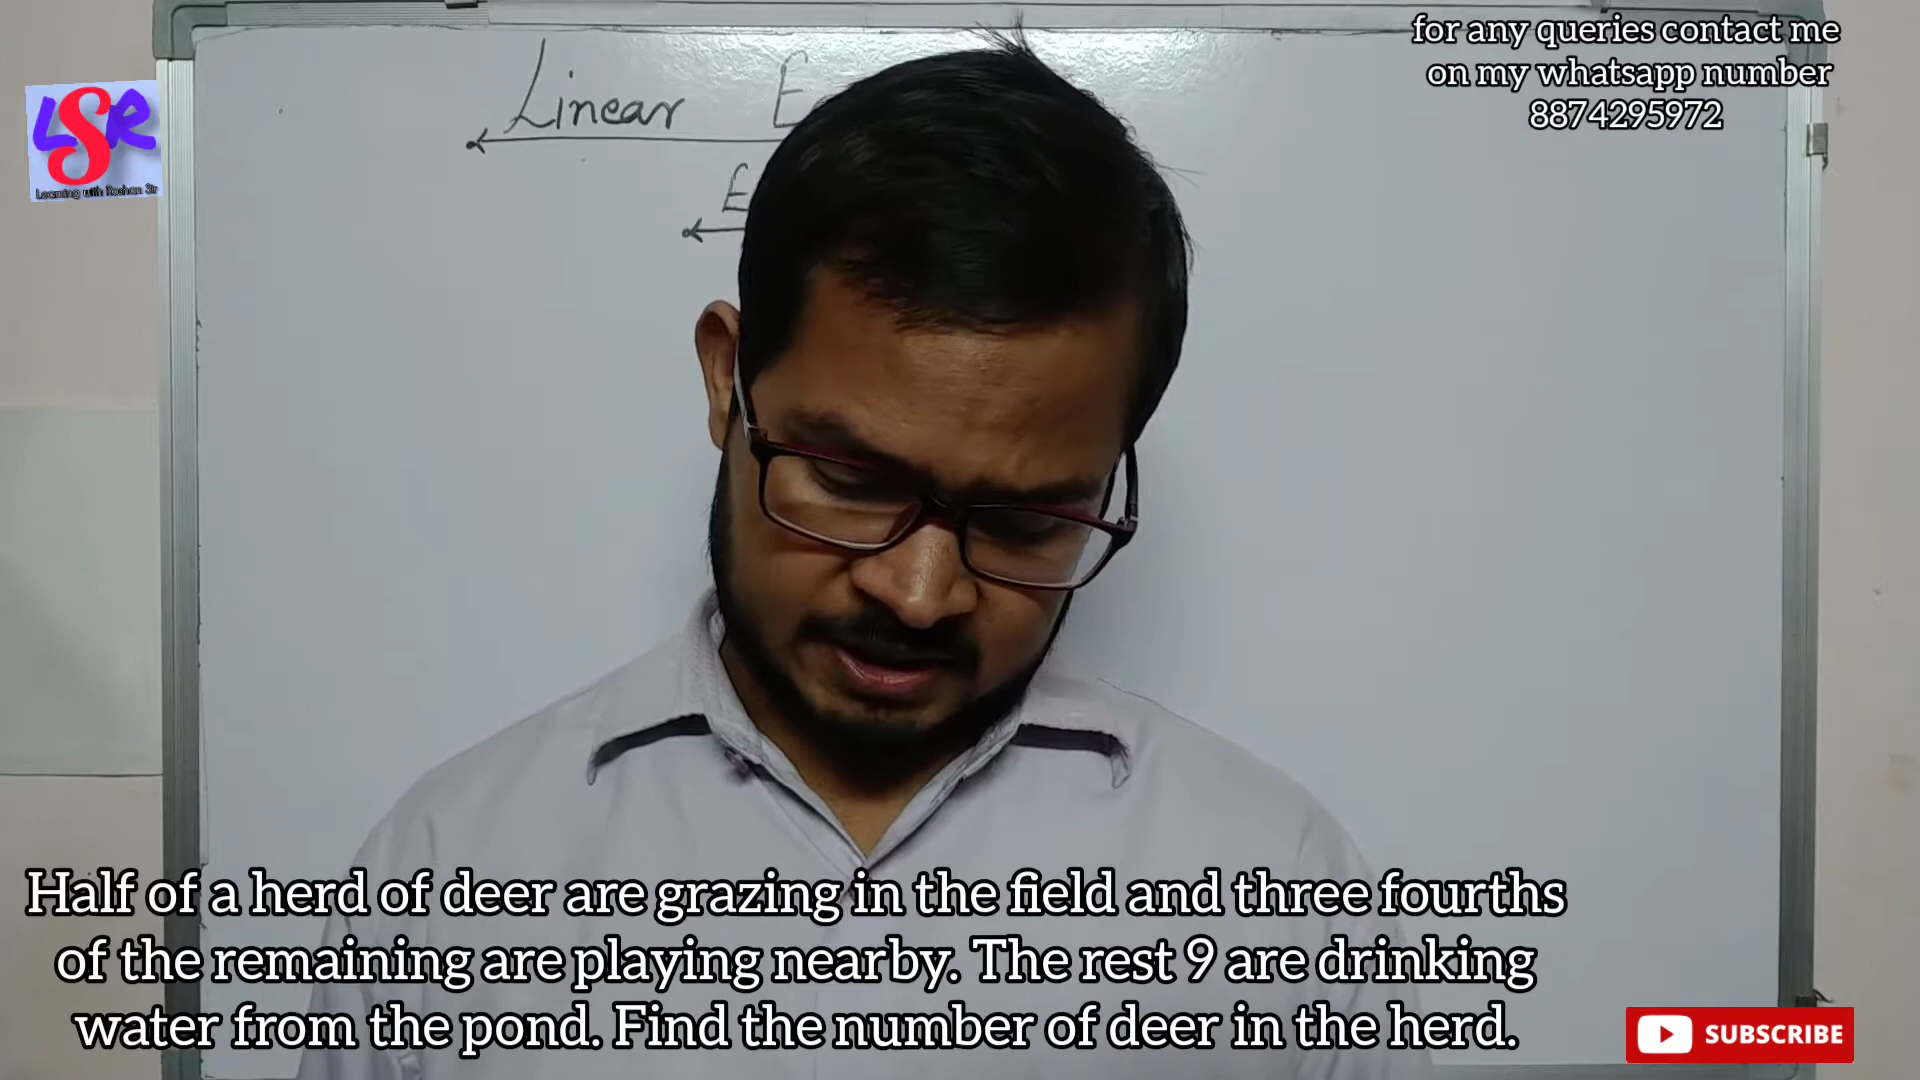 for any queries contact me
on my whatsapp number
8874295972
LSR
Learning with Roshan Sir
Linear E
E
Half of a herd of deer are grazing in the field and three fourths
of the remaining are playing nearby. The rest 9 are drinking
water from the pond. Find the number of deer in the herd.
SUBSCRIBE